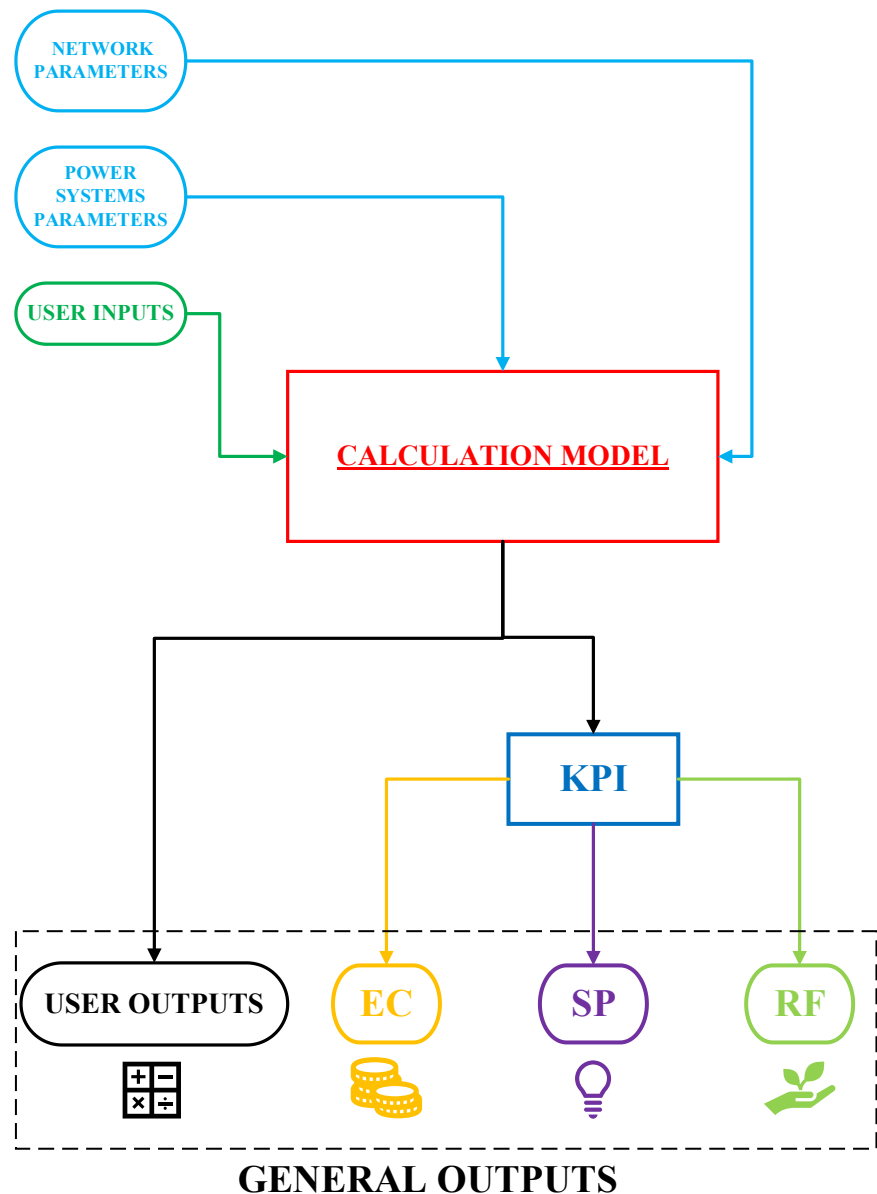 NETWORK
PARAMETERS
POWER
SYSTEMS
PARAMETERS
USER INPUTS
CALCULATION MODEL
KPI
USER OUTPUTS
EC
SP
RF
+ −
× ÷
GENERAL OUTPUTS